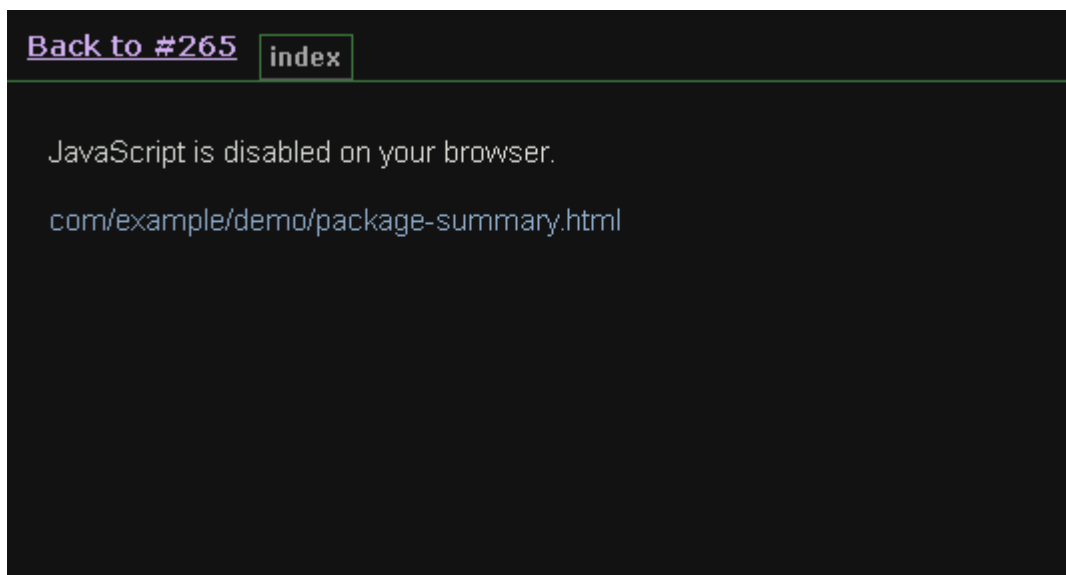 Back to #265 index
JavaScript is disabled on your browser.
com/example/demo/package-summary.html